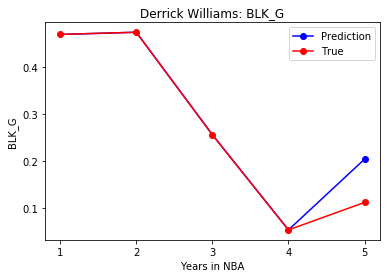 Derrick Williams: BLK_G
Prediction
True
BLK_G
0.4
0.3
0.2
0.1
1 2 3 4 5
Years in NBA